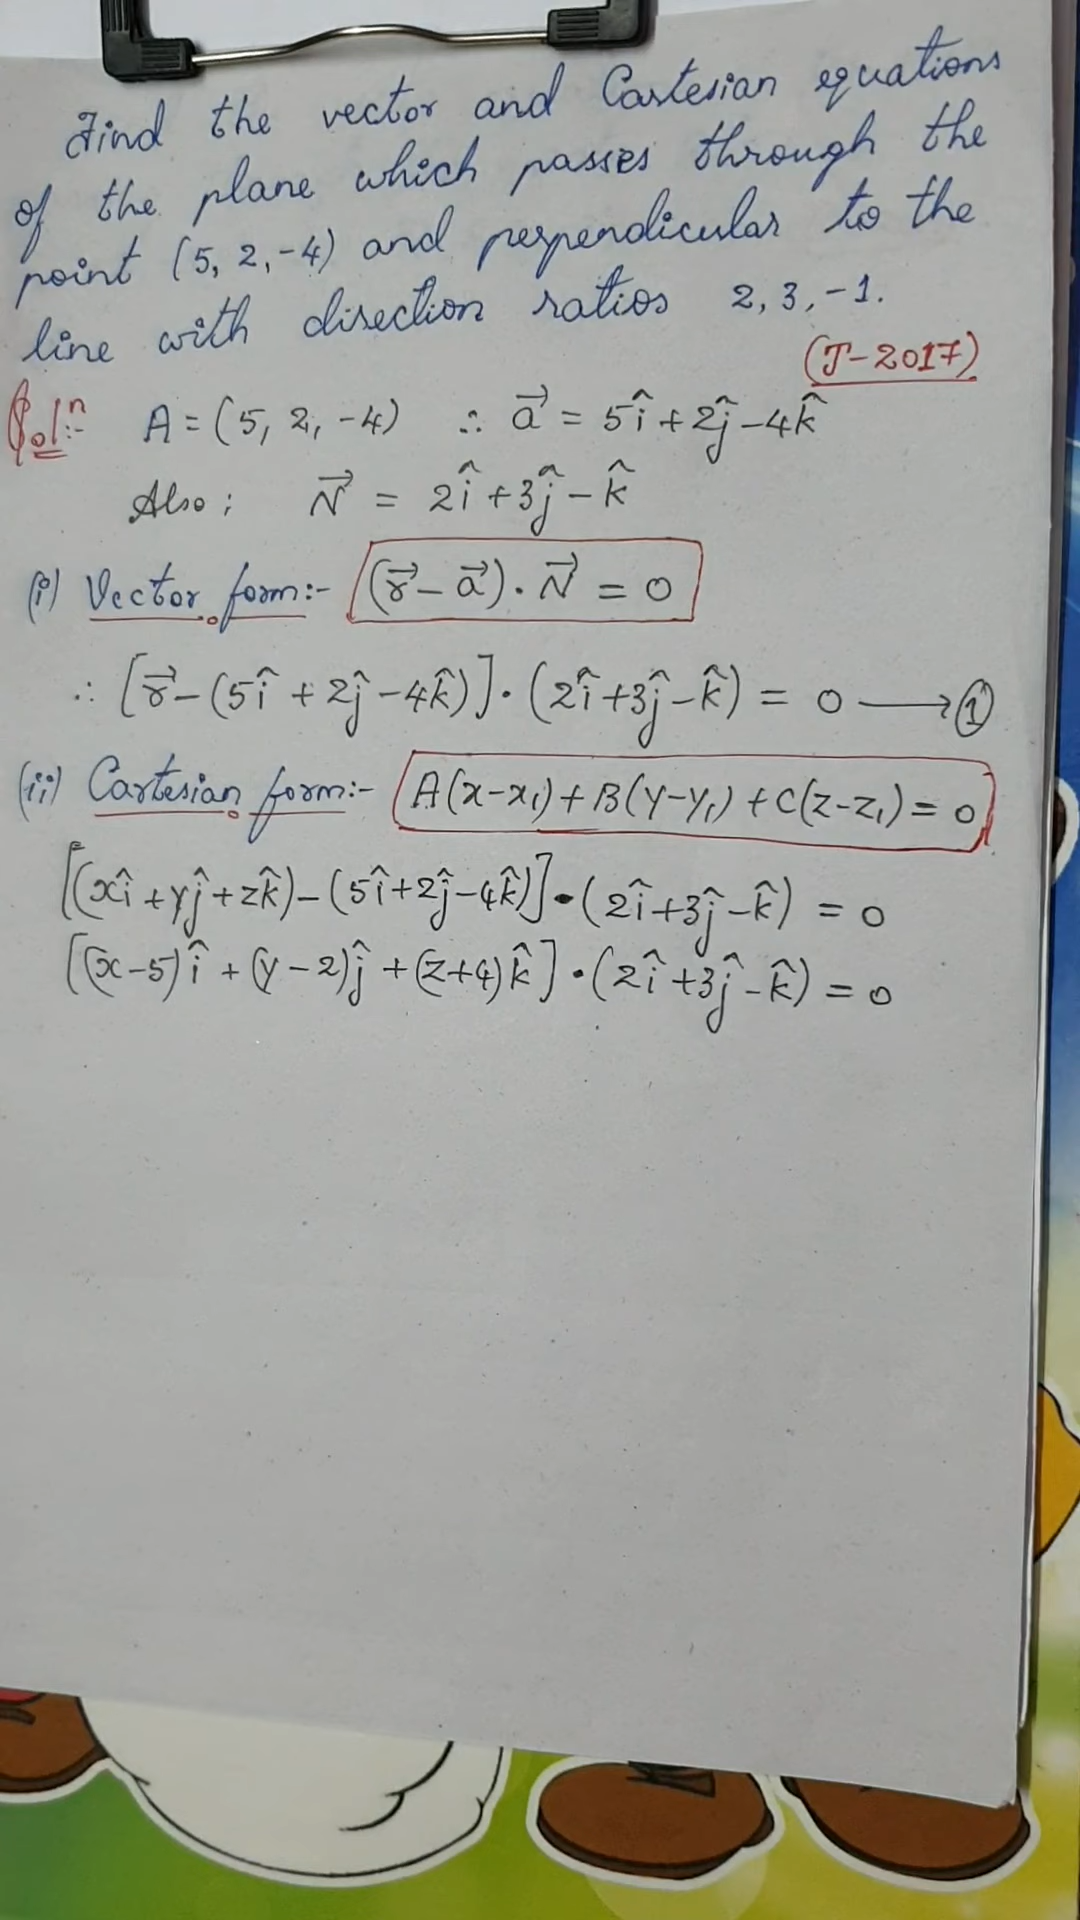 Find the vector and Cartesian equations
of the plane which passes through the
point (5, 2, -4) and perpendicular to the
line with direction ratios 2, 3, -1.
(J-2017)
Solⁿ:- A = (5, 2, -4) ∴ a⃗ = 5î + 2ĵ - 4k̂
Also; N⃗ = 2î + 3ĵ - k̂
(i) Vector form:- (r⃗ - a⃗) · N⃗ = 0
∴ [r⃗ - (5î + 2ĵ - 4k̂)] · (2î + 3ĵ - k̂) = 0 → ①
(ii) Cartesian form:- A(x-x₁) + B(y-y₁) + C(z-z₁) = 0
[(xî + yĵ + zk̂) - (5î + 2ĵ - 4k̂)] · (2î + 3ĵ - k̂) = 0
[(x-5)î + (y-2)ĵ + (z+4)k̂] · (2î + 3ĵ - k̂) = 0